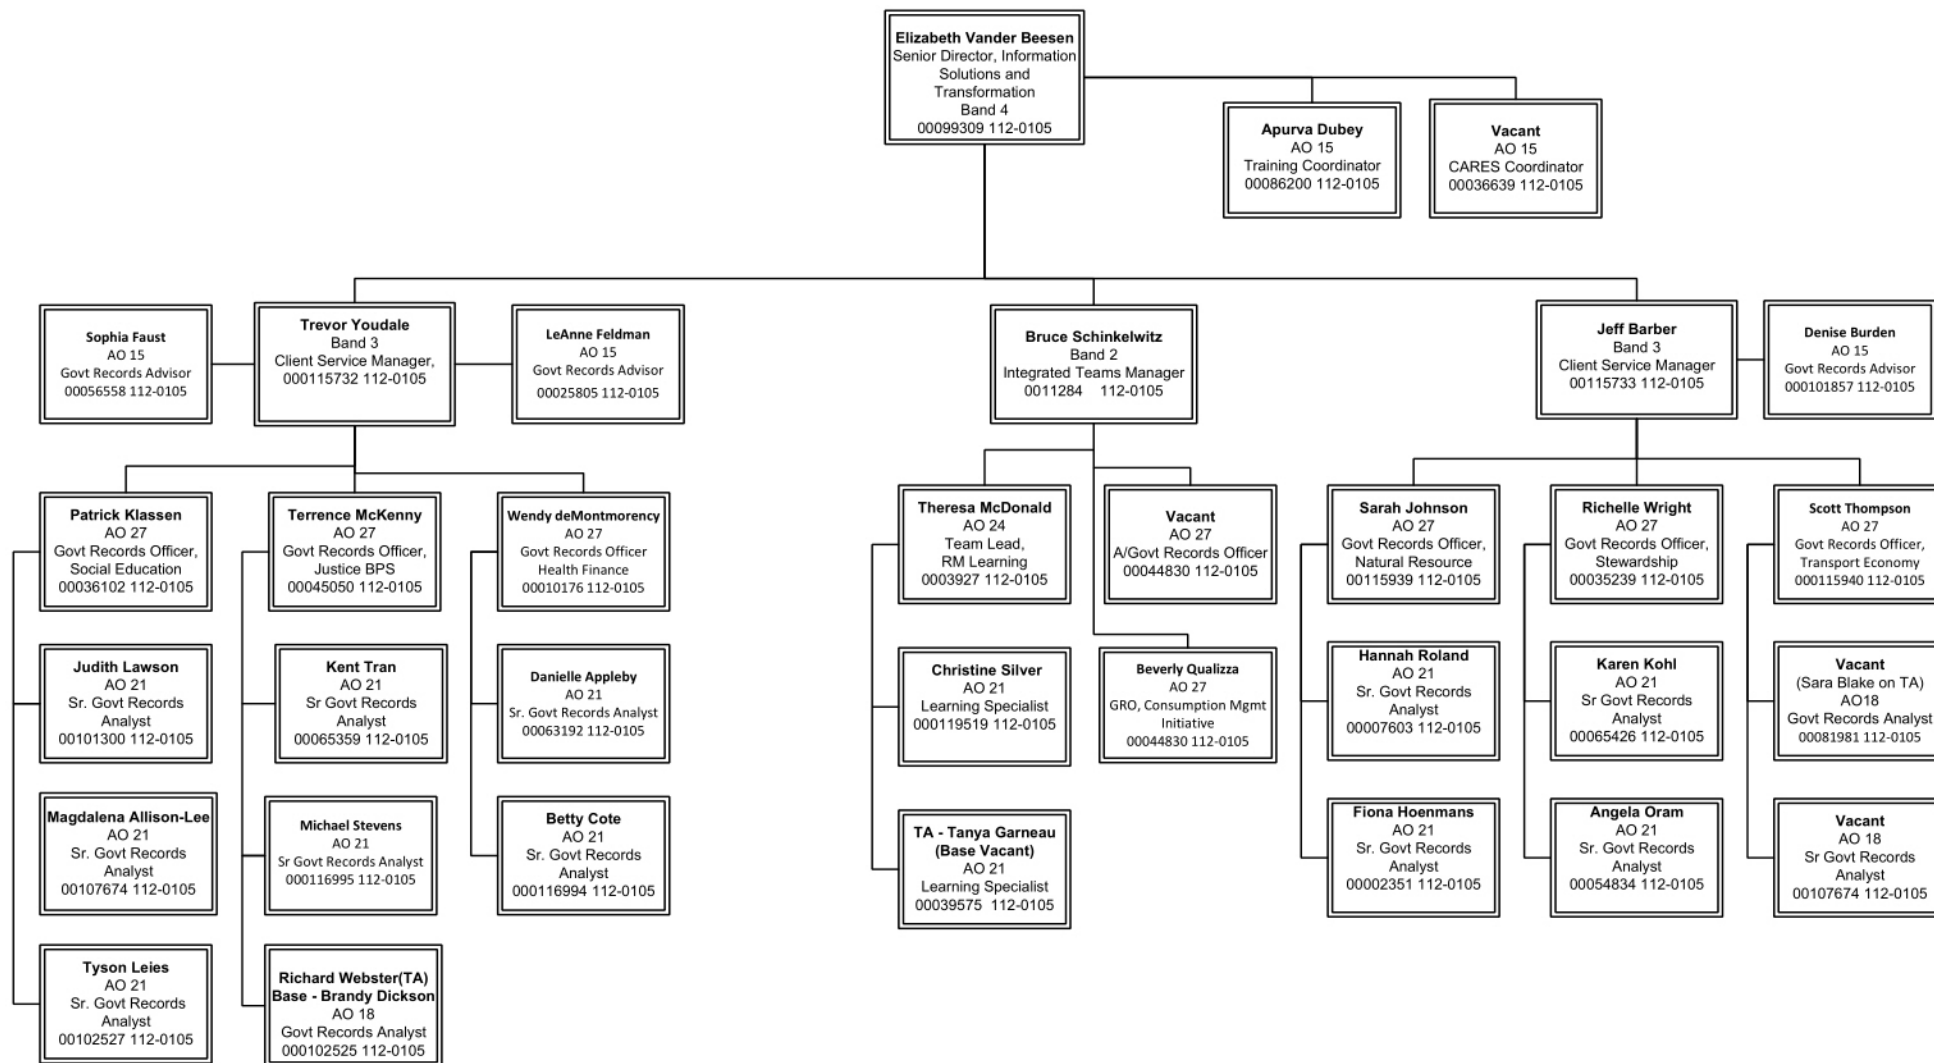 Elizabeth Vander Beesen
Senior Director, Information
Solutions and
Transformation
Band 4
00099309 112-0105
Apurva Dubey
AO 15
Training Coordinator
00086200 112-0105
Vacant
AO 15
CARES Coordinator
00036639 112-0105
Sophia Faust
AO 15
Govt Records Advisor
00056558 112-0105
Trevor Youdale
Band 3
Client Service Manager,
000115732 112-0105
LeAnne Feldman
AO 15
Govt Records Advisor
00025805 112-0105
Bruce Schinkelwitz
Band 2
Integrated Teams Manager
0011284 112-0105
Jeff Barber
Band 3
Client Service Manager
00115733 112-0105
Denise Burden
AO 15
Govt Records Advisor
000101857 112-0105
Patrick Klassen
AO 27
Govt Records Officer,
Social Education
00036102 112-0105
Terrence McKenny
AO 27
Govt Records Officer,
Justice BPS
00045050 112-0105
Wendy deMontmorency
AO 27
Govt Records Officer
Health Finance
00010176 112-0105
Theresa McDonald
AO 24
Team Lead,
RM Learning
0003927 112-0105
Vacant
AO 27
A/Govt Records Officer
00044830 112-0105
Sarah Johnson
AO 27
Govt Records Officer,
Natural Resource
00115939 112-0105
Richelle Wright
AO 27
Govt Records Officer,
Stewardship
00035239 112-0105
Scott Thompson
AO 27
Govt Records Officer,
Transport Economy
000115940 112-0105
Judith Lawson
AO 21
Sr. Govt Records
Analyst
00101300 112-0105
Kent Tran
AO 21
Sr Govt Records
Analyst
00065359 112-0105
Danielle Appleby
AO 21
Sr. Govt Records Analyst
00063192 112-0105
Christine Silver
AO 21
Learning Specialist
000119519 112-0105
Beverly Qualizza
AO 27
GRO, Consumption Mgmt
Initiative
00044830 112-0105
Hannah Roland
AO 21
Sr. Govt Records
Analyst
00007603 112-0105
Karen Kohl
AO 21
Sr Govt Records
Analyst
00065426 112-0105
Vacant
(Sara Blake on TA)
AO18
Govt Records Analyst
00081981 112-0105
Magdalena Allison-Lee
AO 21
Sr. Govt Records
Analyst
00107674 112-0105
Michael Stevens
AO 21
Sr Govt Records Analyst
000116995 112-0105
Betty Cote
AO 21
Sr. Govt Records
Analyst
000116994 112-0105
TA - Tanya Garneau
(Base Vacant)
AO 21
Learning Specialist
00039575 112-0105
Fiona Hoenmans
AO 21
Sr. Govt Records
Analyst
00002351 112-0105
Angela Oram
AO 21
Sr. Govt Records
Analyst
00054834 112-0105
Vacant
AO 18
Sr Govt Records
Analyst
00107674 112-0105
Tyson Leies
AO 21
Sr. Govt Records
Analyst
00102527 112-0105
Richard Webster(TA)
Base - Brandy Dickson
AO 18
Govt Records Analyst
000102525 112-0105